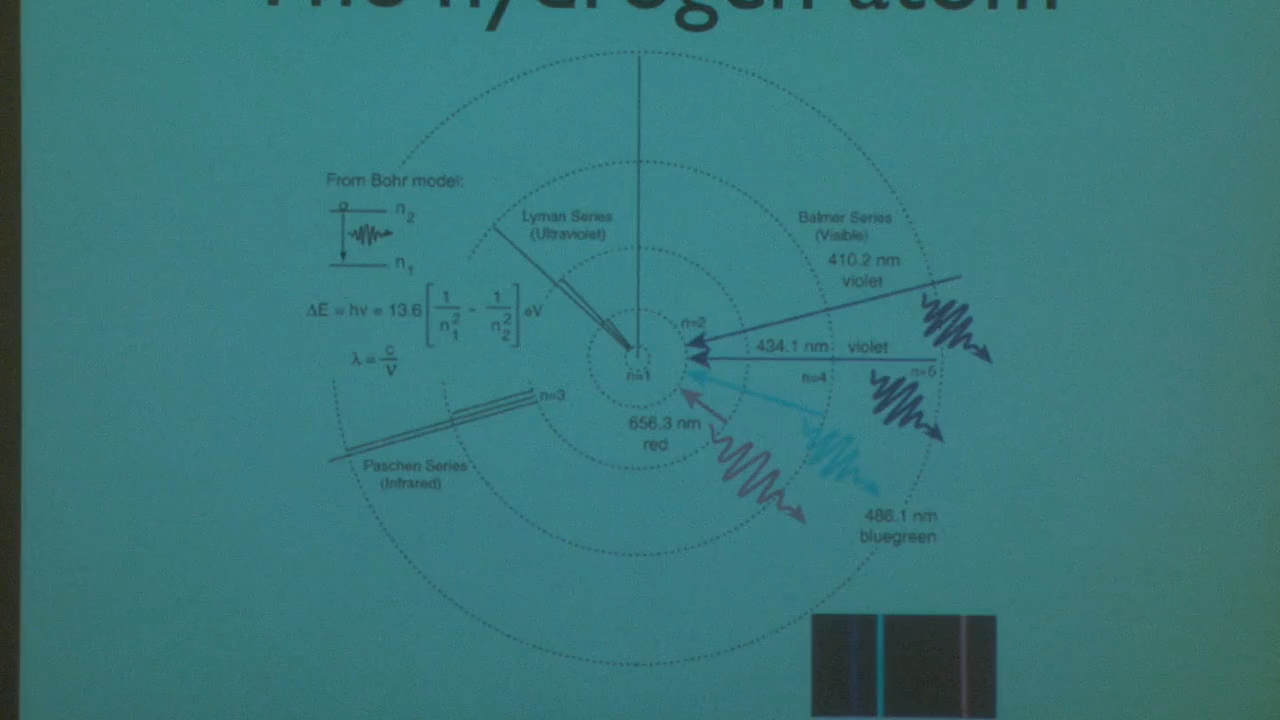 The hydrogen atom
From Bohr model:
n2
n1
ΔE = hν = 13.6 [ 1/n1² - 1/n2² ] eV
λ = c/ν
Lyman Series
(Ultraviolet)
Balmer Series
(Visible)
410.2 nm
violet
n=2
434.1 nm violet
n=1
n=4
n=5
n=3
656.3 nm
red
Paschen Series
(Infrared)
486.1 nm
bluegreen